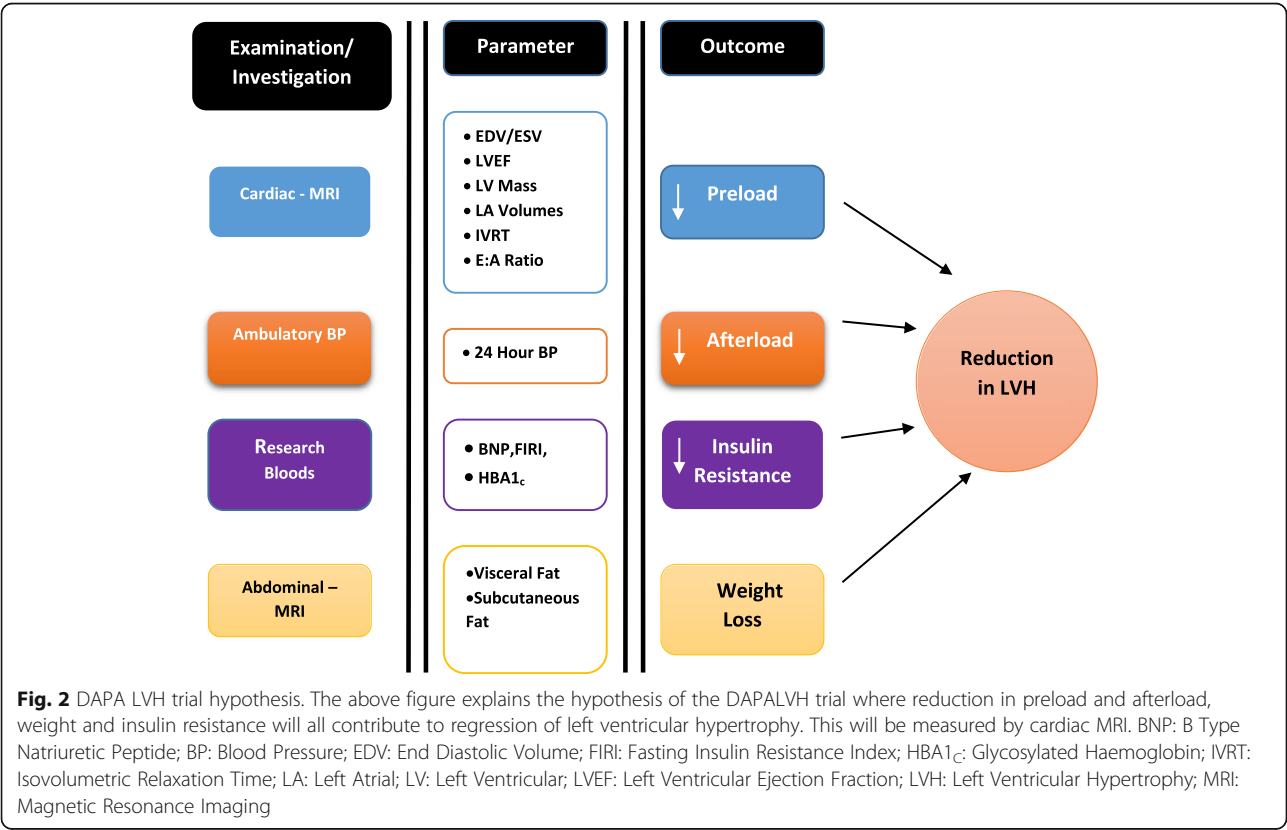 Examination/
Investigation
Parameter
Outcome
Cardiac - MRI
• EDV/ESV
• LVEF
• LV Mass
• LA Volumes
• IVRT
• E:A Ratio
Preload
Ambulatory BP
• 24 Hour BP
Afterload
Research
Bloods
• BNP,FIRI,
• HBA1c
Insulin
Resistance
Abdominal –
MRI
•Visceral Fat
•Subcutaneous
Fat
Weight
Loss
Reduction
in LVH
Fig. 2 DAPA LVH trial hypothesis. The above figure explains the hypothesis of the DAPALVH trial where reduction in preload and afterload,
weight and insulin resistance will all contribute to regression of left ventricular hypertrophy. This will be measured by cardiac MRI. BNP: B Type
Natriuretic Peptide; BP: Blood Pressure; EDV: End Diastolic Volume; FIRI: Fasting Insulin Resistance Index; HBA1C: Glycosylated Haemoglobin; IVRT:
Isovolumetric Relaxation Time; LA: Left Atrial; LV: Left Ventricular; LVEF: Left Ventricular Ejection Fraction; LVH: Left Ventricular Hypertrophy; MRI:
Magnetic Resonance Imaging